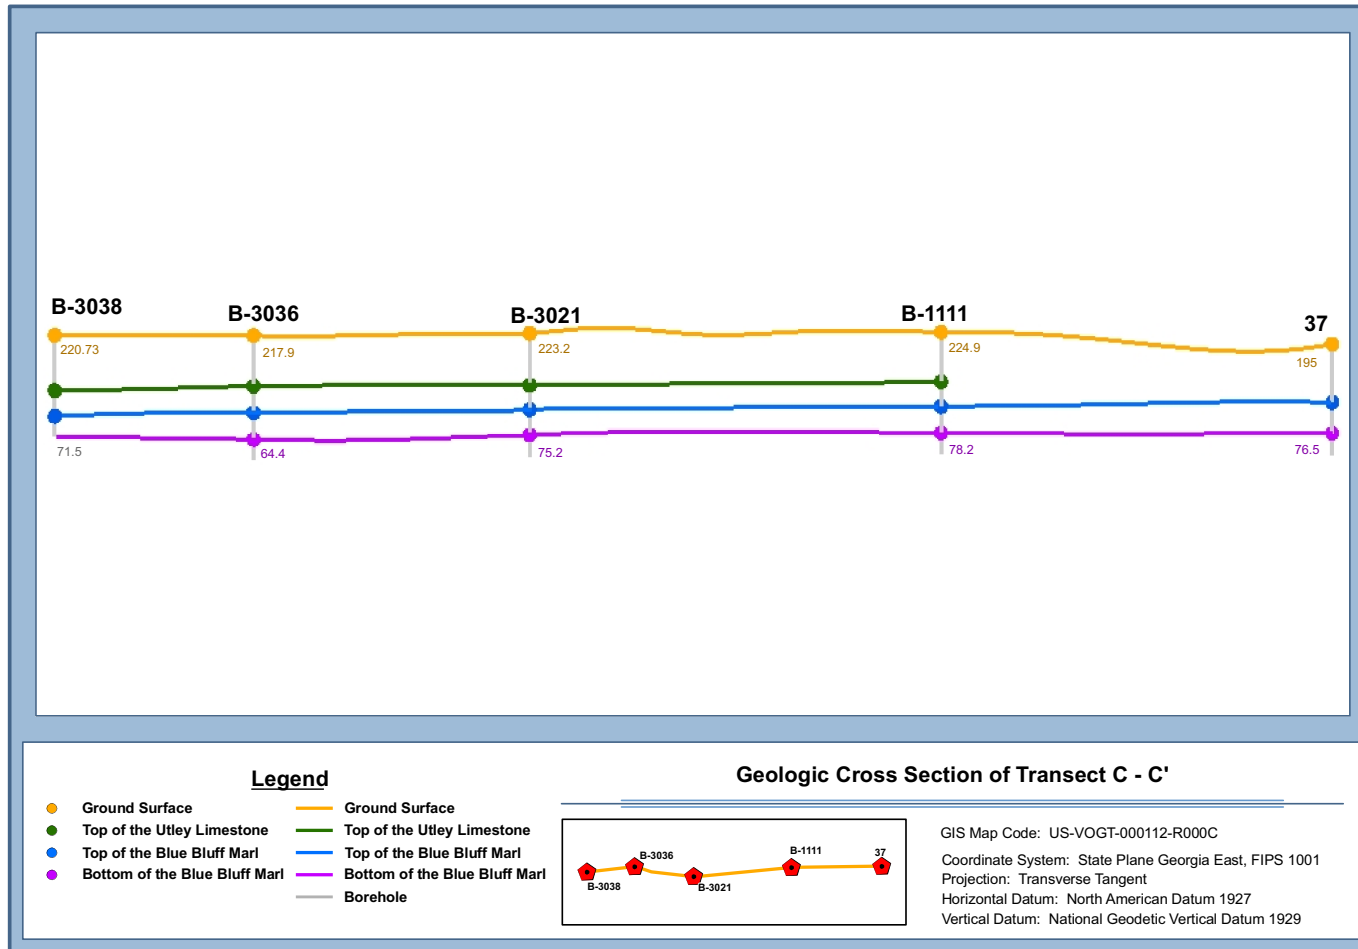 B-3038
B-3036
B-3021
B-1111
37
220.73
217.9
223.2
224.9
195
71.5
64.4
75.2
78.2
76.5
Legend
Ground Surface
Top of the Utley Limestone
Top of the Blue Bluff Marl
Bottom of the Blue Bluff Marl
Ground Surface
Top of the Utley Limestone
Top of the Blue Bluff Marl
Bottom of the Blue Bluff Marl
Borehole
Geologic Cross Section of Transect C - C'
B-3038
B-3036
B-3021
B-1111
37
GIS Map Code: US-VOGT-000112-R000C
Coordinate System: State Plane Georgia East, FIPS 1001
Projection: Transverse Tangent
Horizontal Datum: North American Datum 1927
Vertical Datum: National Geodetic Vertical Datum 1929